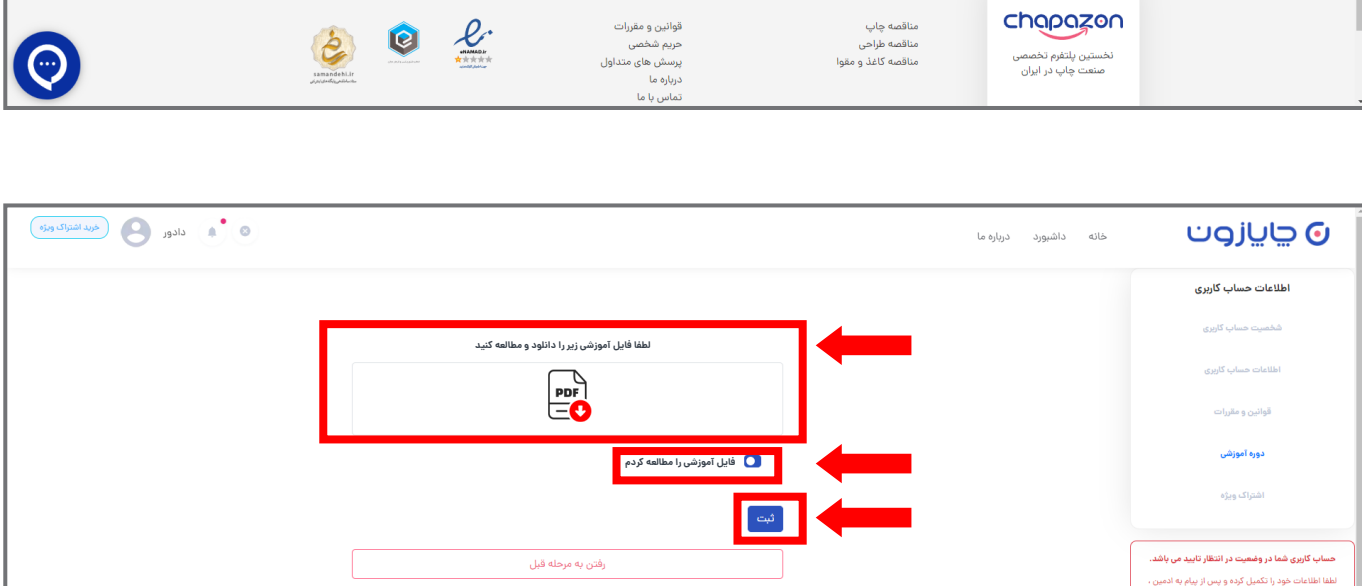 chapazon
نخستین پلتفرم تخصصی
صنعت چاپ در ایران
مناقصه چاپ
مناقصه طراحی
مناقصه کاغذ و مقوا
قوانین و مقررات
حریم شخصی
پرسش های متداول
درباره ما
تماس با ما
eNAMAD.ir
samandehi.ir
چاپازون
خانه
داشبورد
درباره ما
دادور
خرید اشتراک ویژه
اطلاعات حساب کاربری
شخصیت حساب کاربری
اطلاعات حساب کاربری
قوانین و مقررات
دوره آموزشی
اشتراک ویژه
لطفا فایل آموزشی زیر را دانلود و مطالعه کنید
PDF
فایل آموزشی را مطالعه کردم
ثبت
رفتن به مرحله قبل
حساب کاربری شما در وضعیت در انتظار تایید می باشد.
لطفا اطلاعات خود را تکمیل کرده و پس از پیام به ادمین ،